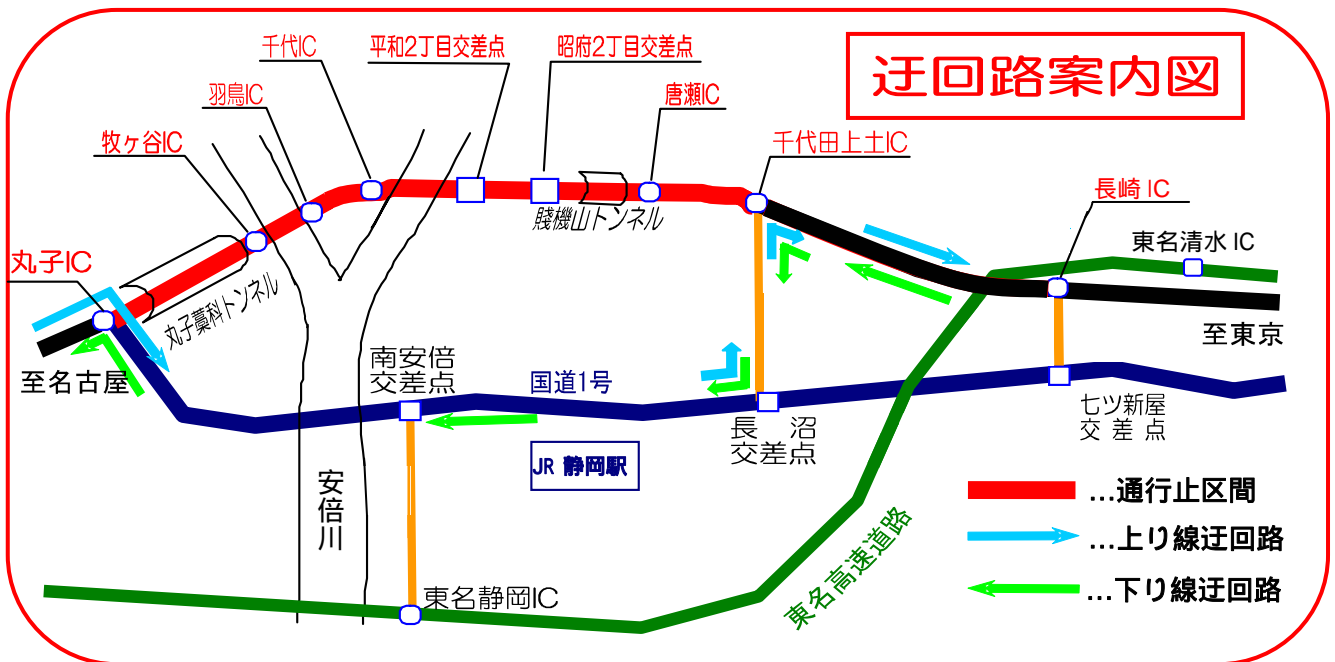 迂回路案内図
千代IC
平和2丁目交差点
昭府2丁目交差点
羽鳥IC
唐瀬IC
牧ヶ谷IC
千代田上土IC
長崎 IC
賤機山トンネル
東名清水 IC
丸子IC
丸子藁科トンネル
至東京
至名古屋
南安倍
交差点
国道1号
七ツ新屋
交 差 点
長 沼
交差点
JR 静岡駅
安倍川
...通行止区間
...上り線迂回路
...下り線迂回路
東名高速道路
東名静岡IC